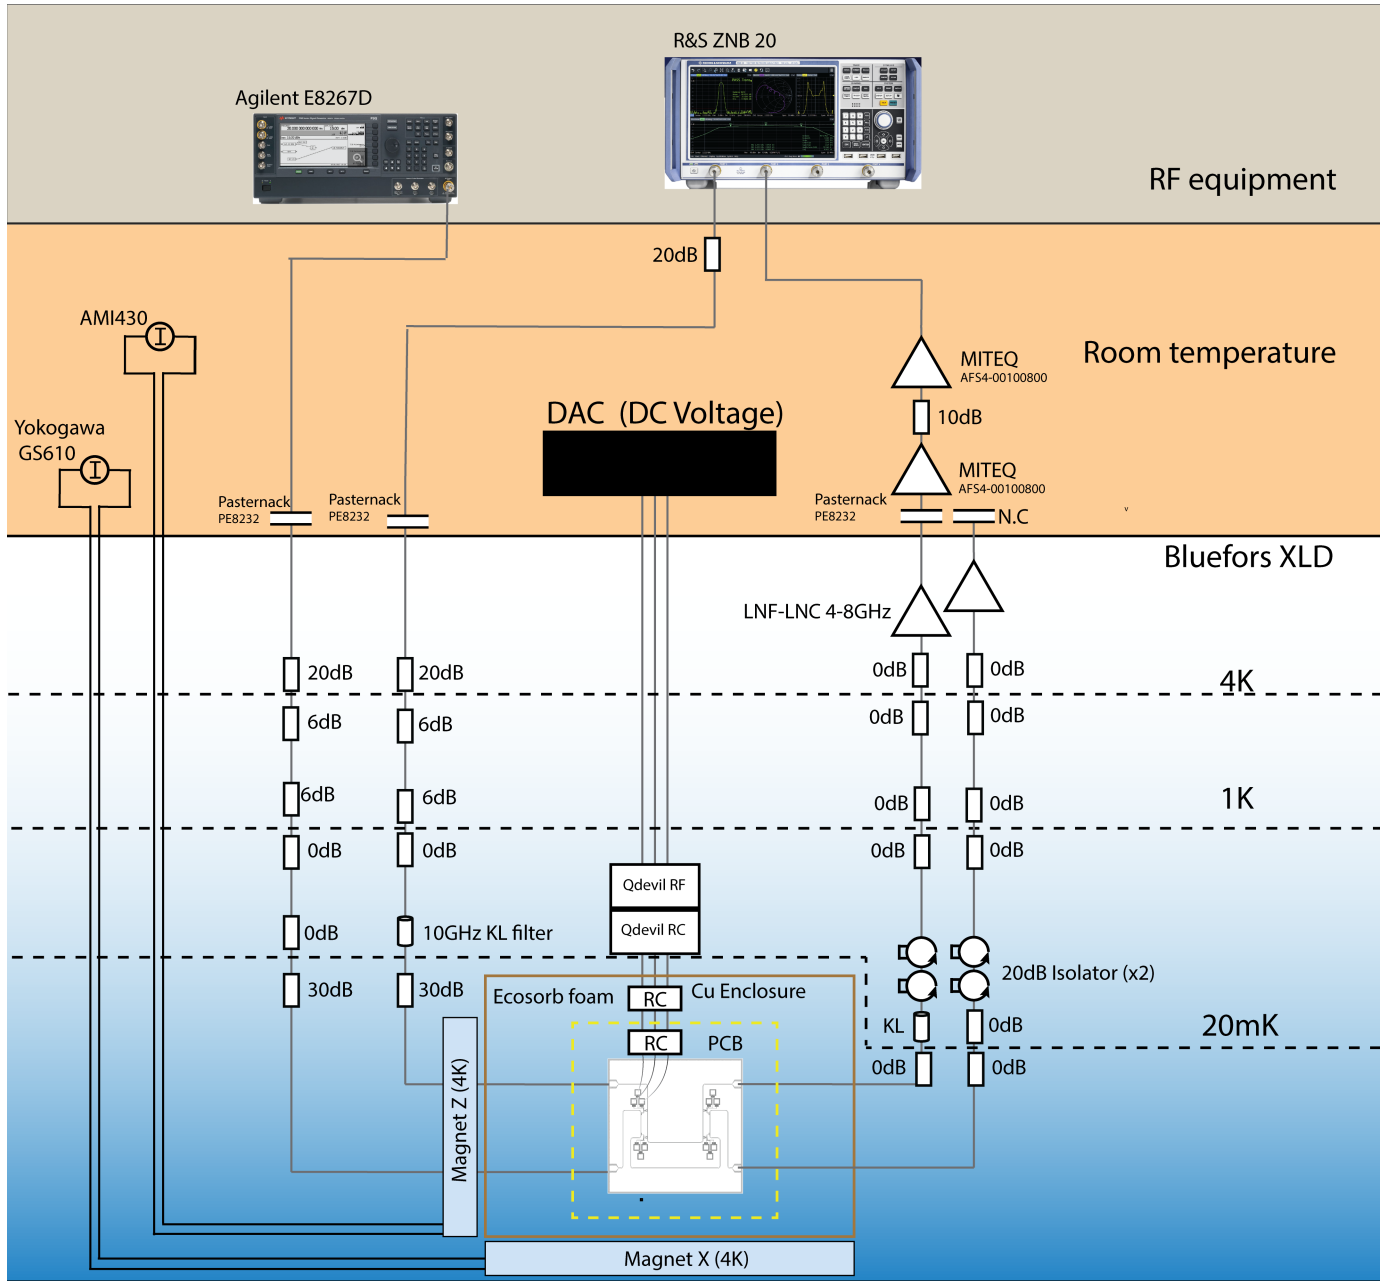 R&S ZNB 20
Agilent E8267D
RF equipment
20dB
AMI430
MITEQ
AFS4-00100800
Room temperature
DAC (DC Voltage)
10dB
Yokogawa
GS610
MITEQ
AFS4-00100800
Pasternack
PE8232
Pasternack
PE8232
Pasternack
PE8232
N.C
v
Bluefors XLD
LNF-LNC 4-8GHz
20dB
20dB
0dB
0dB
4K
6dB
6dB
0dB
0dB
6dB
6dB
0dB
0dB
1K
0dB
0dB
0dB
0dB
Qdevil RF
Qdevil RC
0dB
10GHz KL filter
20dB Isolator (x2)
30dB
30dB
Ecosorb foam
RC
Cu Enclosure
KL
0dB
20mK
RC
PCB
0dB
0dB
Magnet Z (4K)
Magnet X (4K)